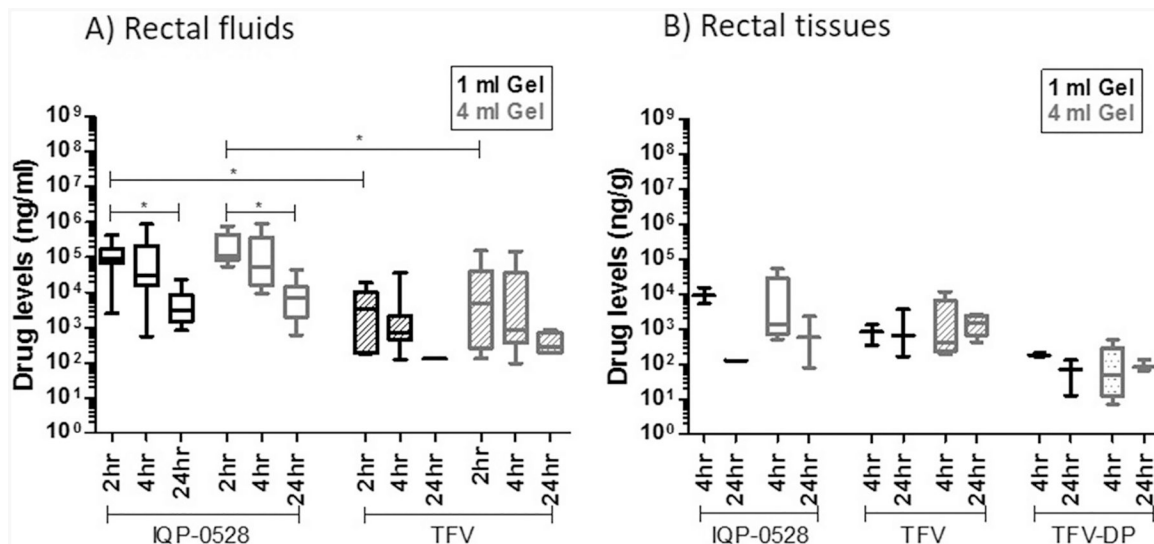 A) Rectal fluids
1 ml Gel
4 ml Gel
Drug levels (ng/ml)
10⁹
10⁸
10⁷
10⁶
10⁵
10⁴
10³
10²
10¹
10⁰
*
*
*
*
2hr
4hr
24hr
2hr
4hr
24hr
2hr
4hr
24hr
2hr
4hr
24hr
IQP-0528
TFV
B) Rectal tissues
1 ml Gel
4 ml Gel
Drug levels (ng/g)
10⁹
10⁸
10⁷
10⁶
10⁵
10⁴
10³
10²
10¹
10⁰
4hr
24hr
4hr
24hr
4hr
24hr
4hr
24hr
4hr
24hr
4hr
24hr
IQP-0528
TFV
TFV-DP